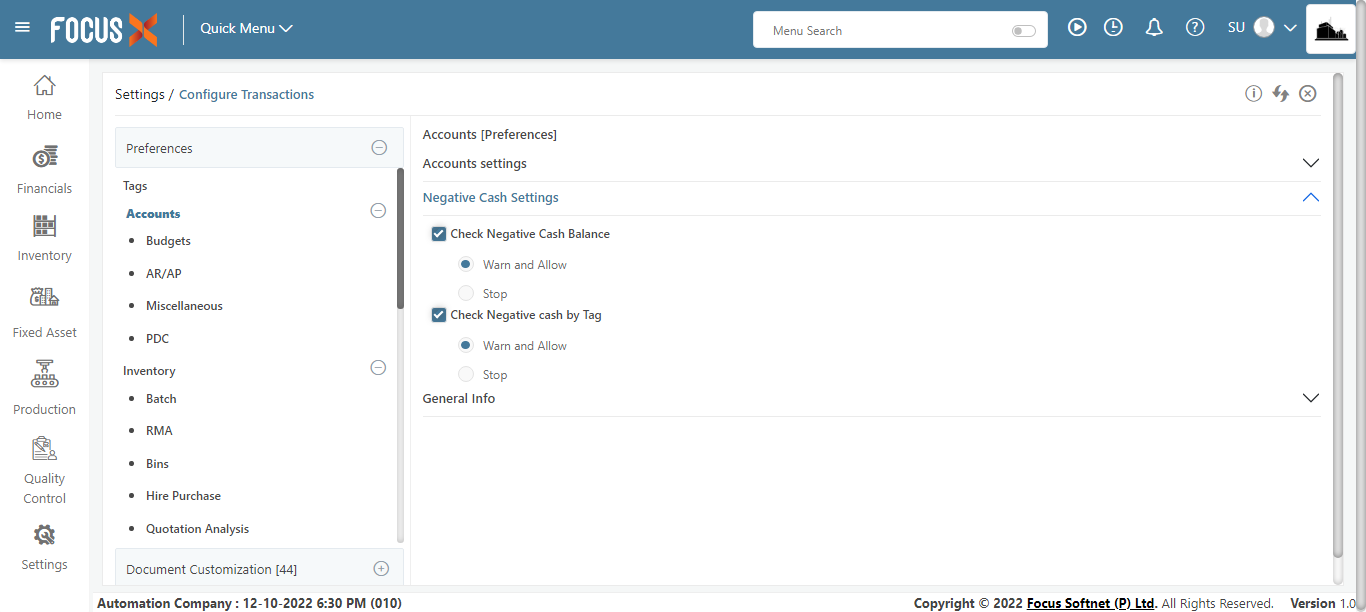 FOCUS X
Quick Menu
Menu Search
SU
Home
Financials
Inventory
Fixed Asset
Production
Quality
Control
Settings
Settings / Configure Transactions
Preferences
Tags
Accounts
Budgets
AR/AP
Miscellaneous
PDC
Inventory
Batch
RMA
Bins
Hire Purchase
Quotation Analysis
Document Customization [44]
Accounts [Preferences]
Accounts settings
Negative Cash Settings
Check Negative Cash Balance
Warn and Allow
Stop
Check Negative cash by Tag
Warn and Allow
Stop
General Info
Automation Company : 12-10-2022 6:30 PM (010)
Copyright © 2022 Focus Softnet (P) Ltd. All Rights Reserved. Version 1.0